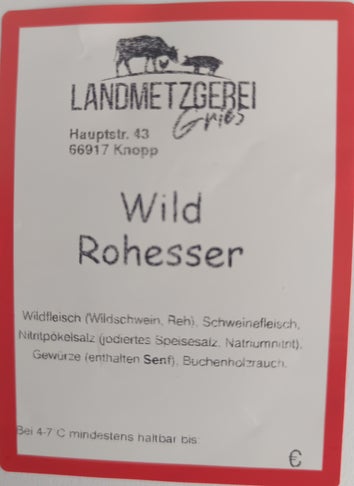 LANDMETZGEREI
Gries
Hauptstr. 43
66917 Knopp
Wild
Rohesser
Wildfleisch (Wildschwein, Reh), Schweinefleisch,
Nitritpökelsalz (jodiertes Speisesalz, Natriumnitrit),
Gewürze (enthalten Senf), Buchenholzrauch.
Bei 4-7 C mindestens haltbar bis:
€